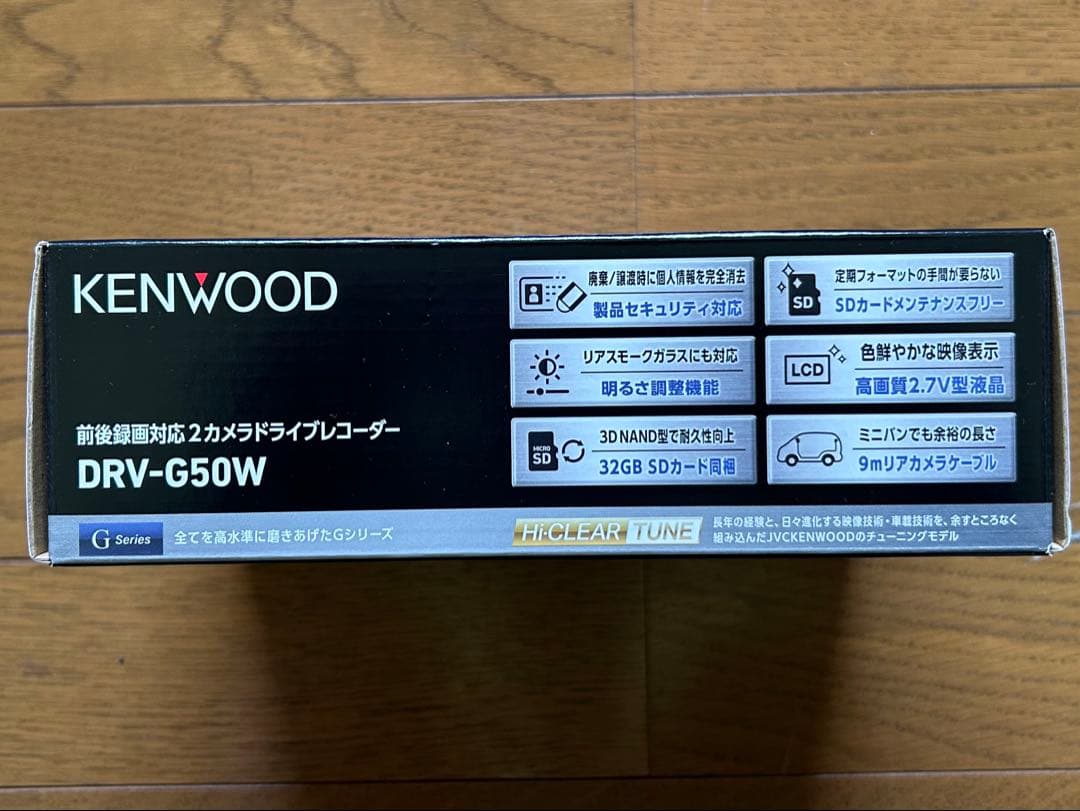 KENWOOD
前後録画対応2カメラドライブレコーダー
DRV-G50W
廃棄/譲渡時に個人情報を完全消去
製品セキュリティ対応
定期フォーマットの手間が要らない
SD
SDカードメンテナンスフリー
リアスモークガラスにも対応
明るさ調整機能
色鮮やかな映像表示
LCD
高画質2.7V型液晶
3D NAND型で耐久性向上
MICRO
SD
32GB SDカード同梱
ミニバンでも余裕の長さ
9mリアカメラケーブル
G Series
全てを高水準に磨きあげたGシリーズ
Hi-CLEAR TUNE
長年の経験と、日々進化する映像技術・車載技術を、余すところなく
組み込んだJVCKENWOODのチューニングモデル